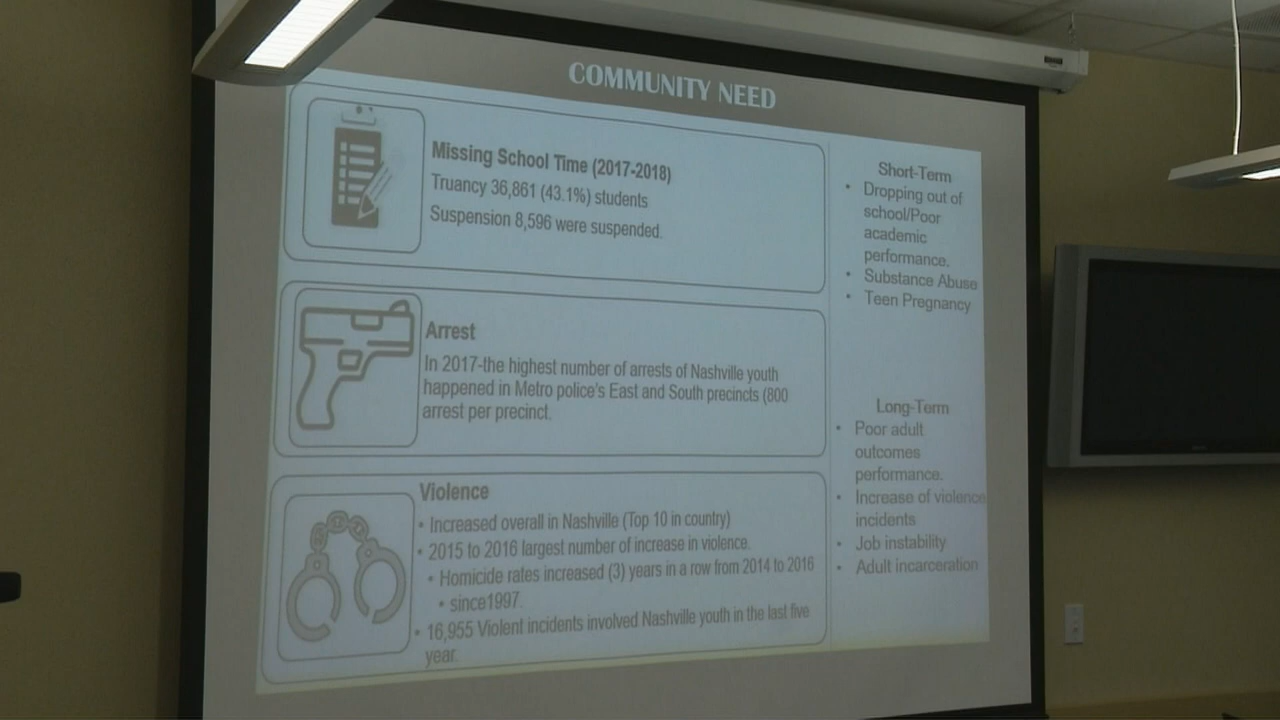 COMMUNITY NEED
Missing School Time (2017-2018)
Truancy 36,861 (43.1%) students
Suspension 8,596 were suspended.
Arrest
In 2017-the highest number of arrests of Nashville youth
happened in Metro police's East and South precincts (800
arrest per precinct.
Violence
• Increased overall in Nashville (Top 10 in country)
• 2015 to 2016 largest number of increase in violence.
• Homicide rates increased (3) years in a row from 2014 to 2016
• since1997.
• 16,955 Violent incidents involved Nashville youth in the last five
year.
Short-Term
• Dropping out of
school/Poor
academic
performance.
• Substance Abuse
• Teen Pregnancy
Long-Term
• Poor adult
outcomes
performance.
• Increase of violence
incidents
• Job instability
• Adult incarceration